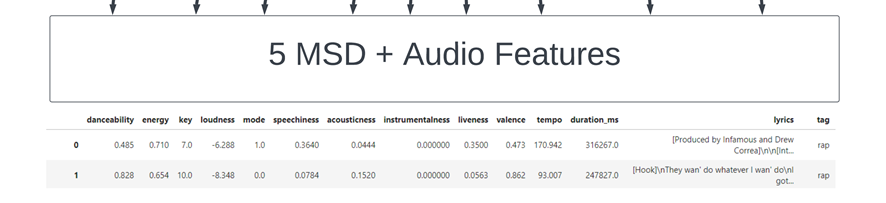 5 MSD + Audio Features
danceability energy key loudness mode speechiness acousticness instrumentalness liveness valence tempo duration_ms lyrics tag
0 0.485 0.710 7.0 -6.288 1.0 0.3640 0.0444 0.000000 0.3500 0.473 170.942 316267.0 [Produced by Infamous and Drew rap
Correa]\n\n[Int...
1 0.828 0.654 10.0 -8.348 0.0 0.0784 0.1520 0.000000 0.0563 0.862 93.007 247827.0 [Hook]\nThey wan' do whatever I wan' do\nI rap
got...